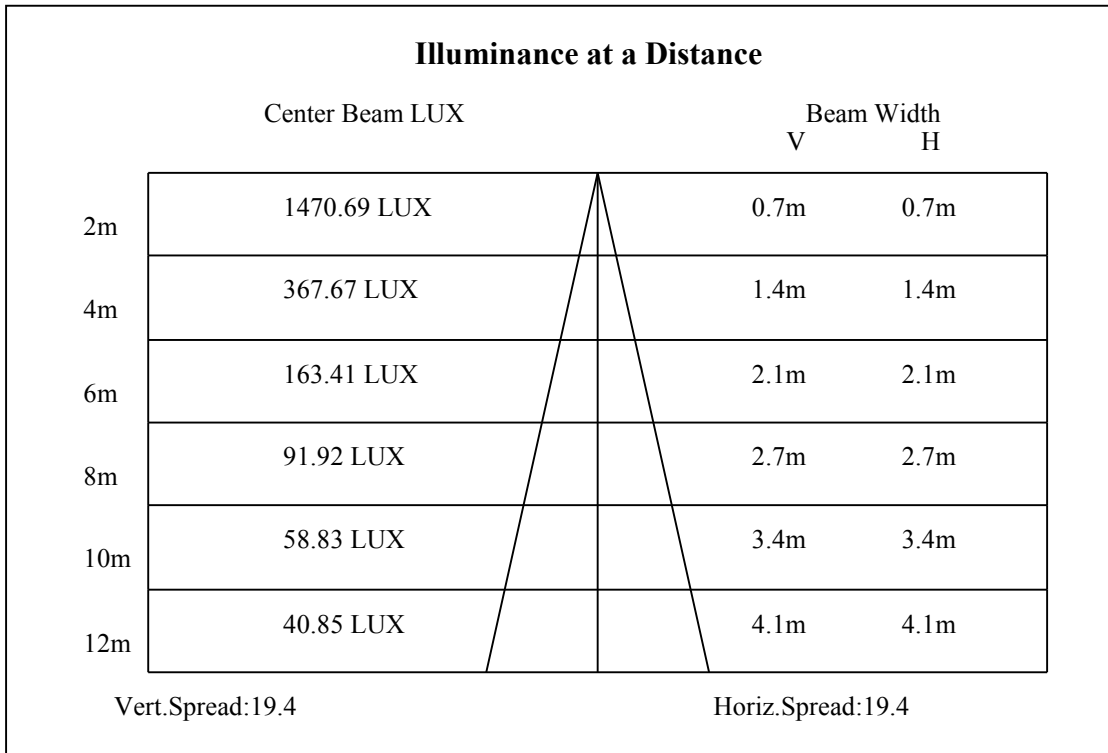 Illuminance at a Distance
Center Beam LUX Beam Width
V H
2m 1470.69 LUX 0.7m 0.7m
4m 367.67 LUX 1.4m 1.4m
6m 163.41 LUX 2.1m 2.1m
8m 91.92 LUX 2.7m 2.7m
10m 58.83 LUX 3.4m 3.4m
12m 40.85 LUX 4.1m 4.1m
Vert.Spread:19.4 Horiz.Spread:19.4